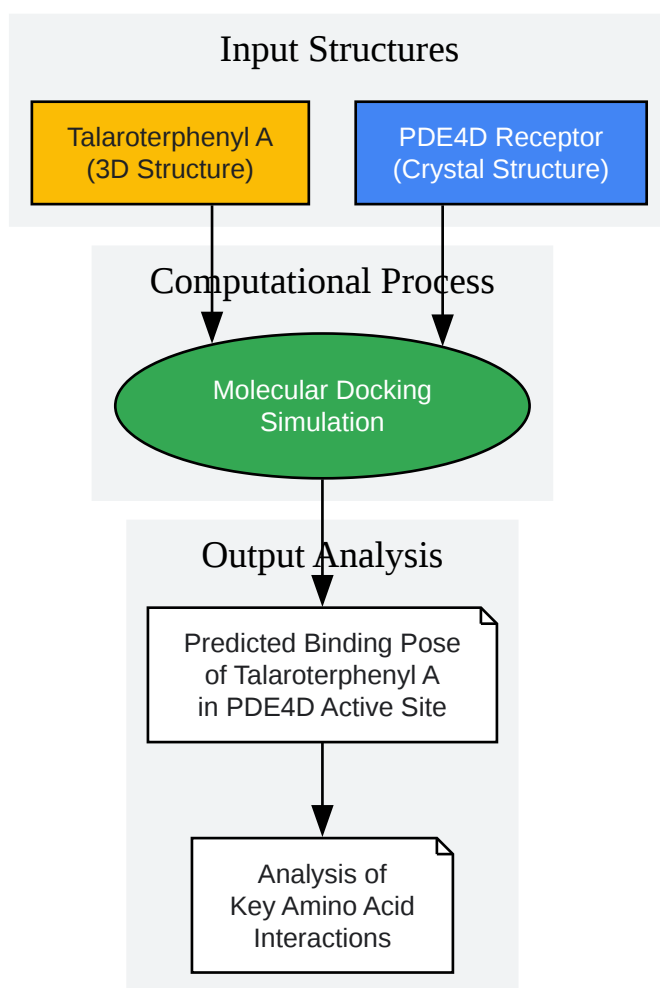 Input Structures
Talaroterphenyl A
(3D Structure)
PDE4D Receptor
(Crystal Structure)
Computational Process
Molecular Docking
Simulation
Output Analysis
Predicted Binding Pose
of Talaroterphenyl A
in PDE4D Active Site
Analysis of
Key Amino Acid
Interactions